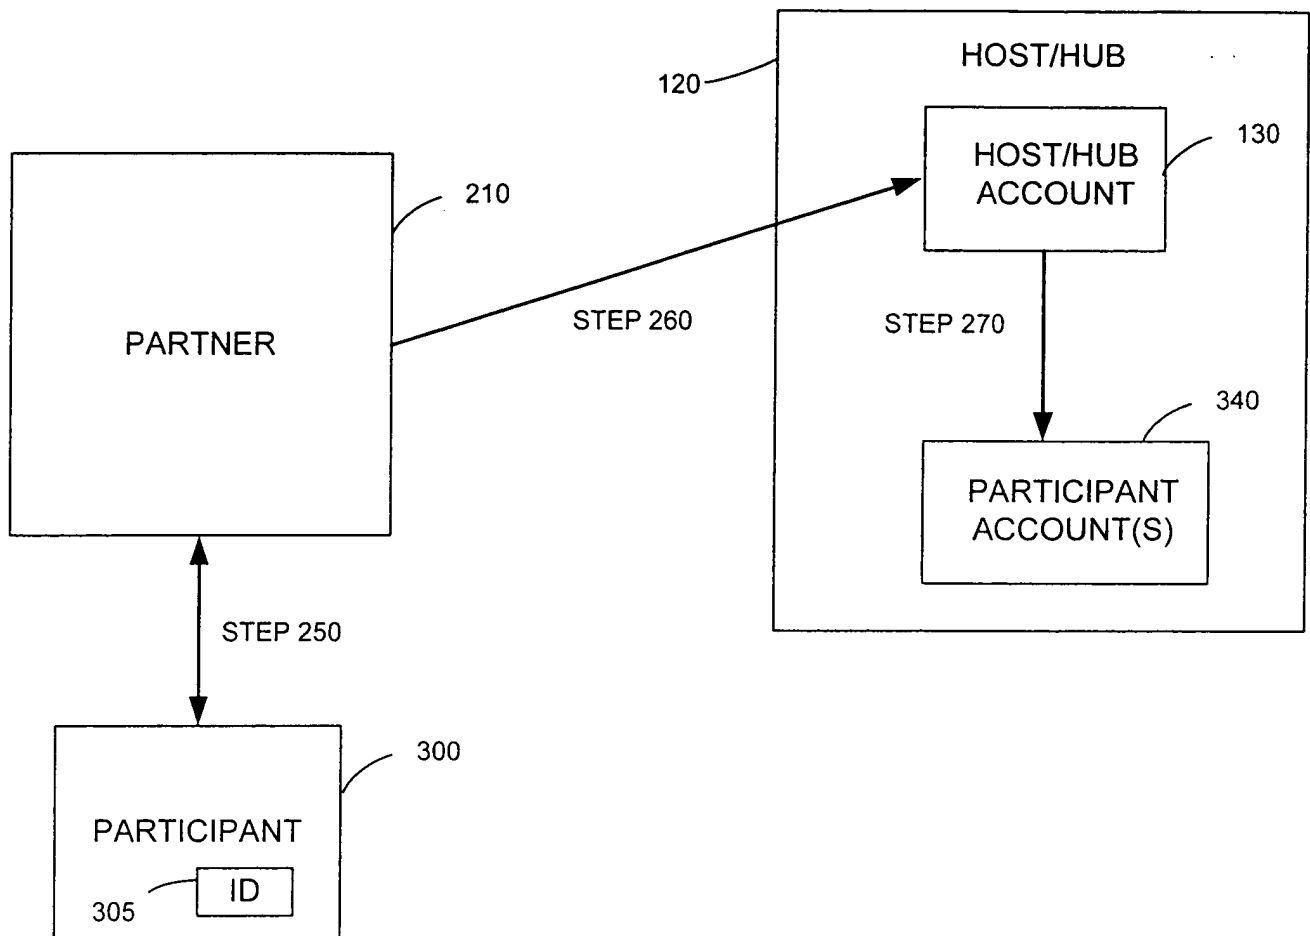 HOST/HUB
120
HOST/HUB
ACCOUNT
130
210
PARTNER
STEP 260
STEP 270
340
PARTICIPANT
ACCOUNT(S)
STEP 250
300
PARTICIPANT
ID
305